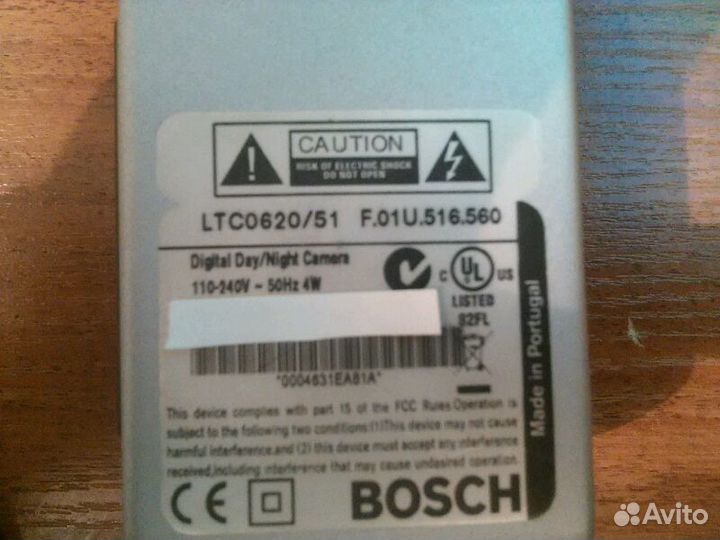 CAUTION
RISK OF ELECTRIC SHOCK
DO NOT OPEN
LTC0620/51 F.01U.516.560
Digital Day/Night Camera
110-240V ~ 50Hz 4W
C UL US
LISTED
92FL
*0004631EA81A*
This device complies with part 15 of the FCC Rules.Operation is
subject to the following two conditions:(1)This device may not cause
harmful interference.and (2) this device must accept any interference
received,including interference that may cause undesired operation.
CE BOSCH
Made in Portugal
Avito